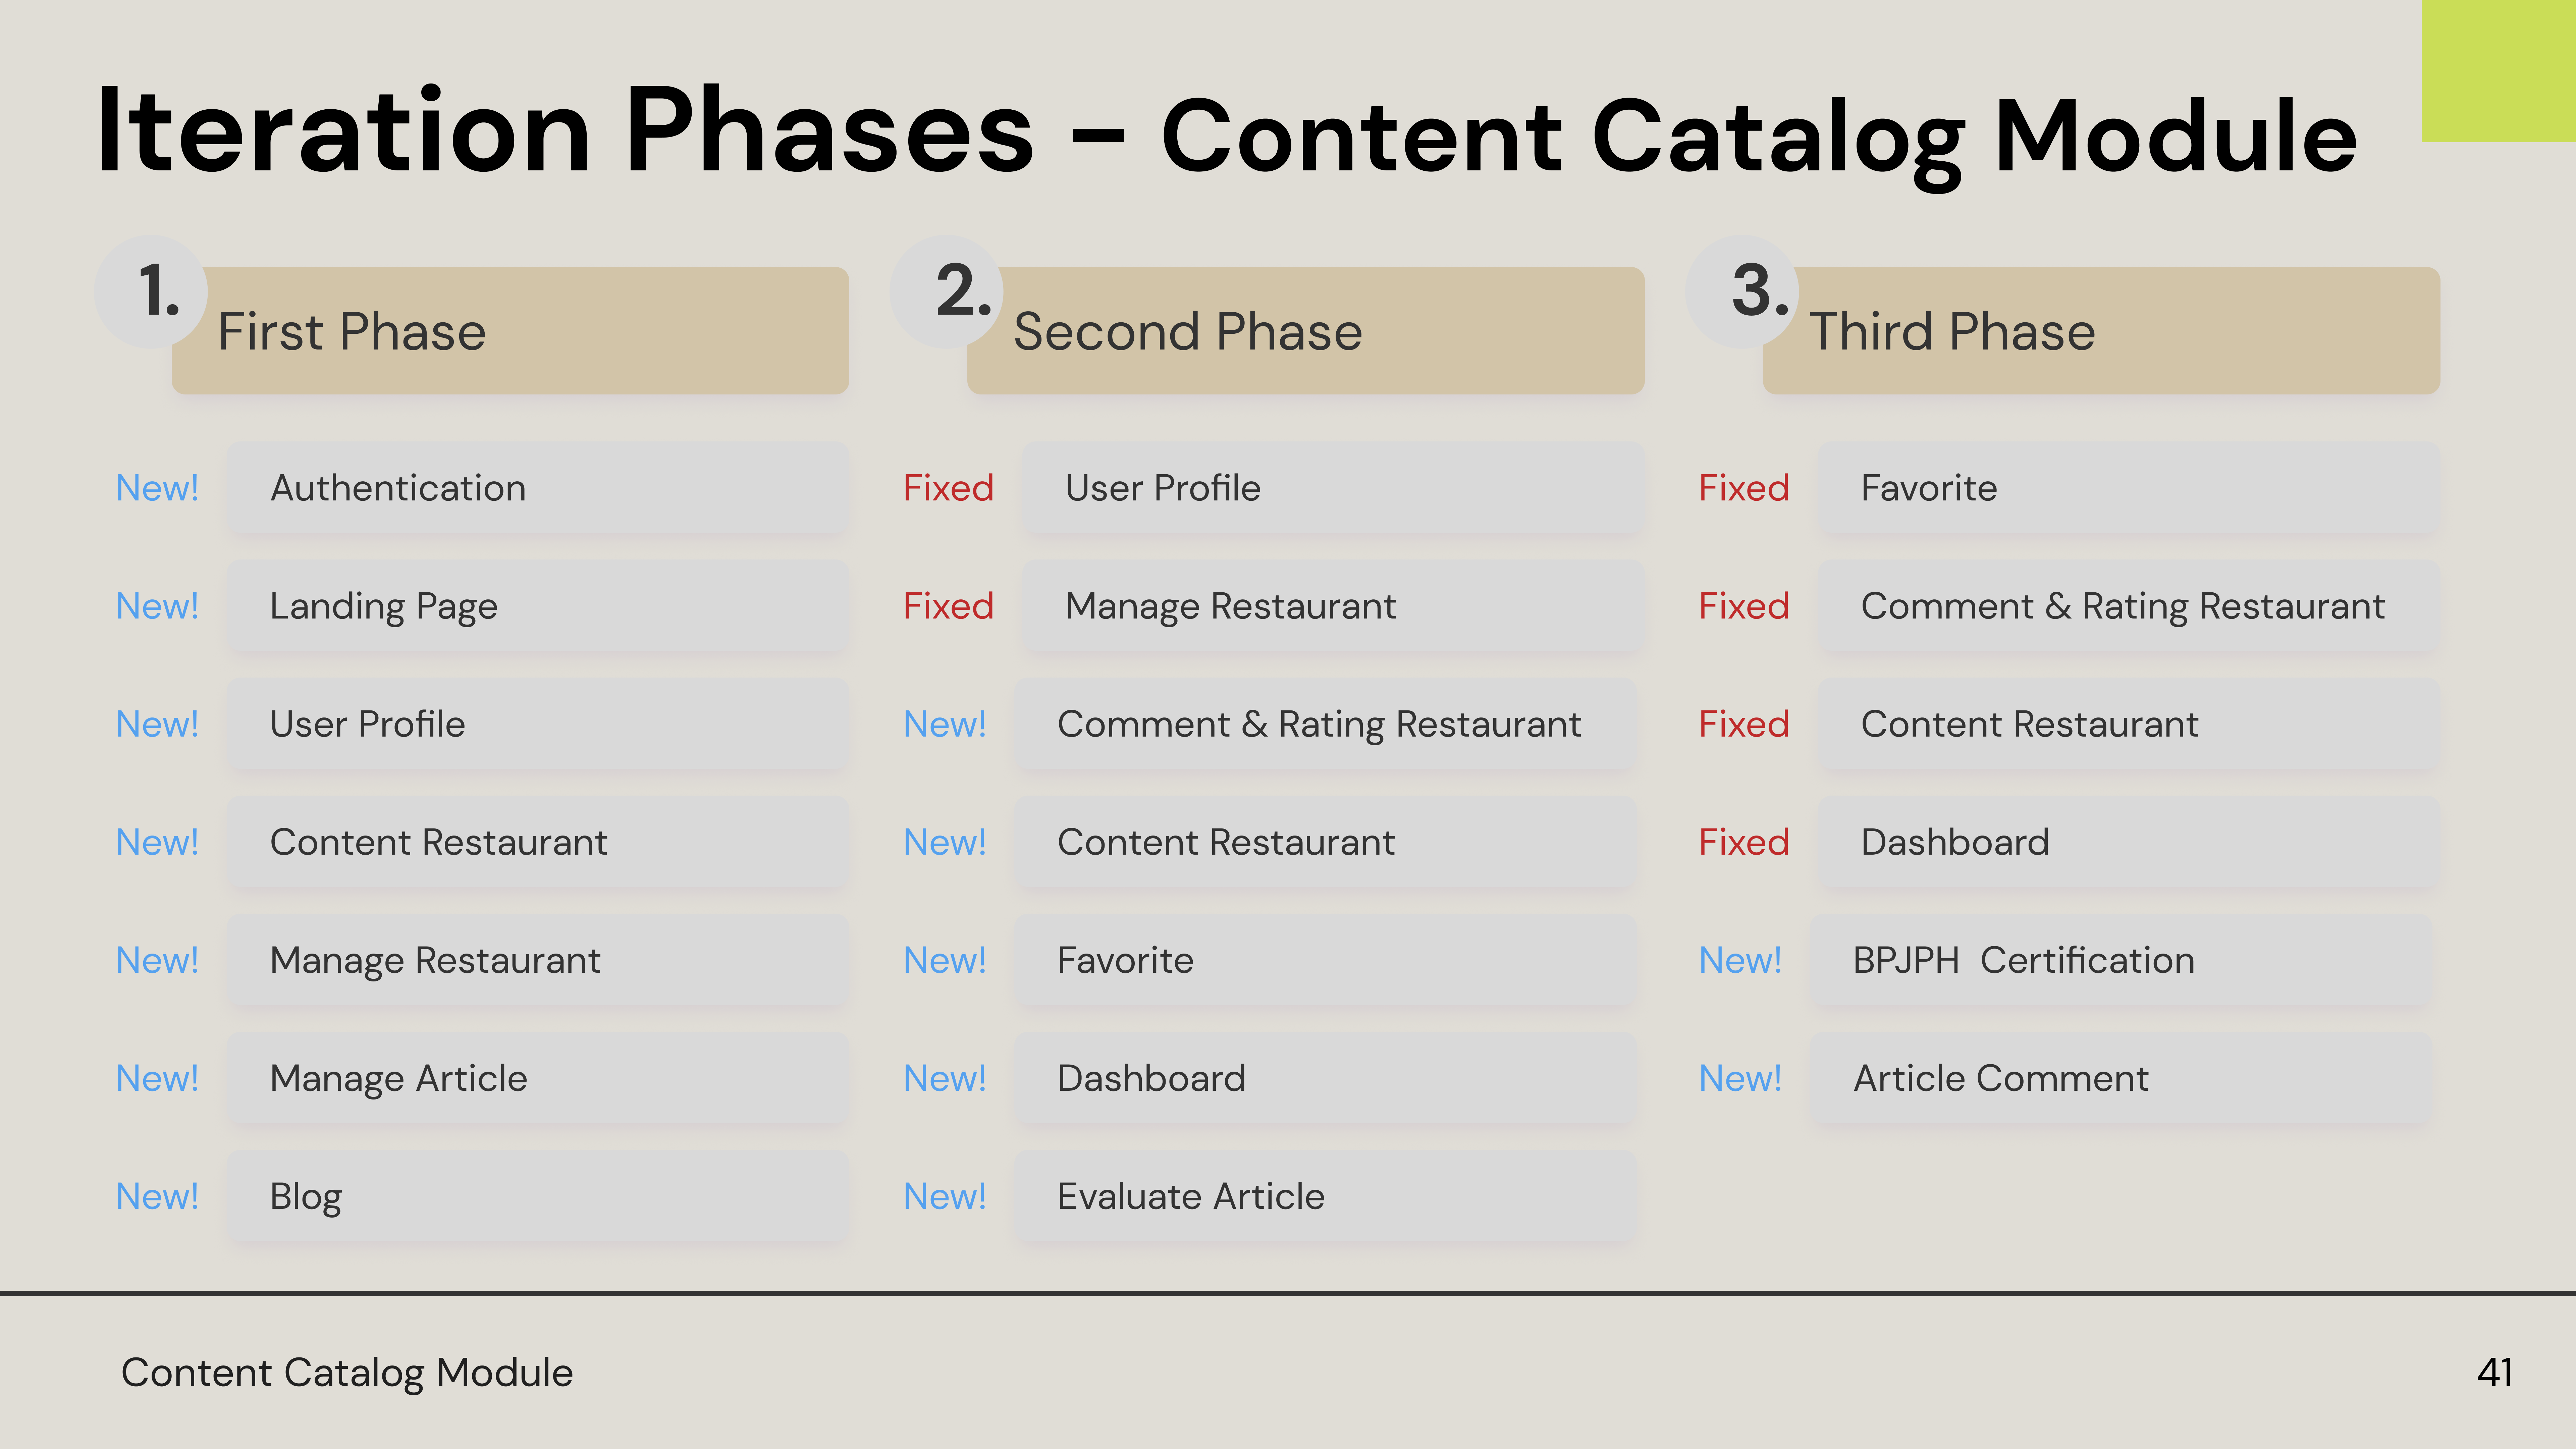 Iteration Phases - Content Catalog Module
1.
First Phase
New! Authentication
New! Landing Page
New! User Profile
New! Content Restaurant
New! Manage Restaurant
New! Manage Article
New! Blog
2.
Second Phase
Fixed User Profile
Fixed Manage Restaurant
New! Comment & Rating Restaurant
New! Content Restaurant
New! Favorite
New! Dashboard
New! Evaluate Article
3.
Third Phase
Fixed Favorite
Fixed Comment & Rating Restaurant
Fixed Content Restaurant
Fixed Dashboard
New! BPJPH  Certification
New! Article Comment
Content Catalog Module
41